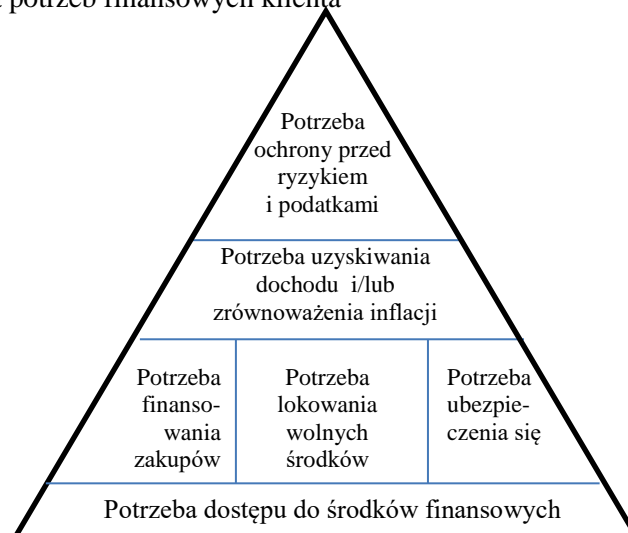 potrzeb finansowych klienta
Potrzeba
ochrony przed
ryzykiem
i podatkami
Potrzeba uzyskiwania
dochodu i/lub
zrównoważenia inflacji
Potrzeba
finanso-
wania
zakupów
Potrzeba
lokowania
wolnych
środków
Potrzeba
ubezpie-
czenia się
Potrzeba dostępu do środków finansowych